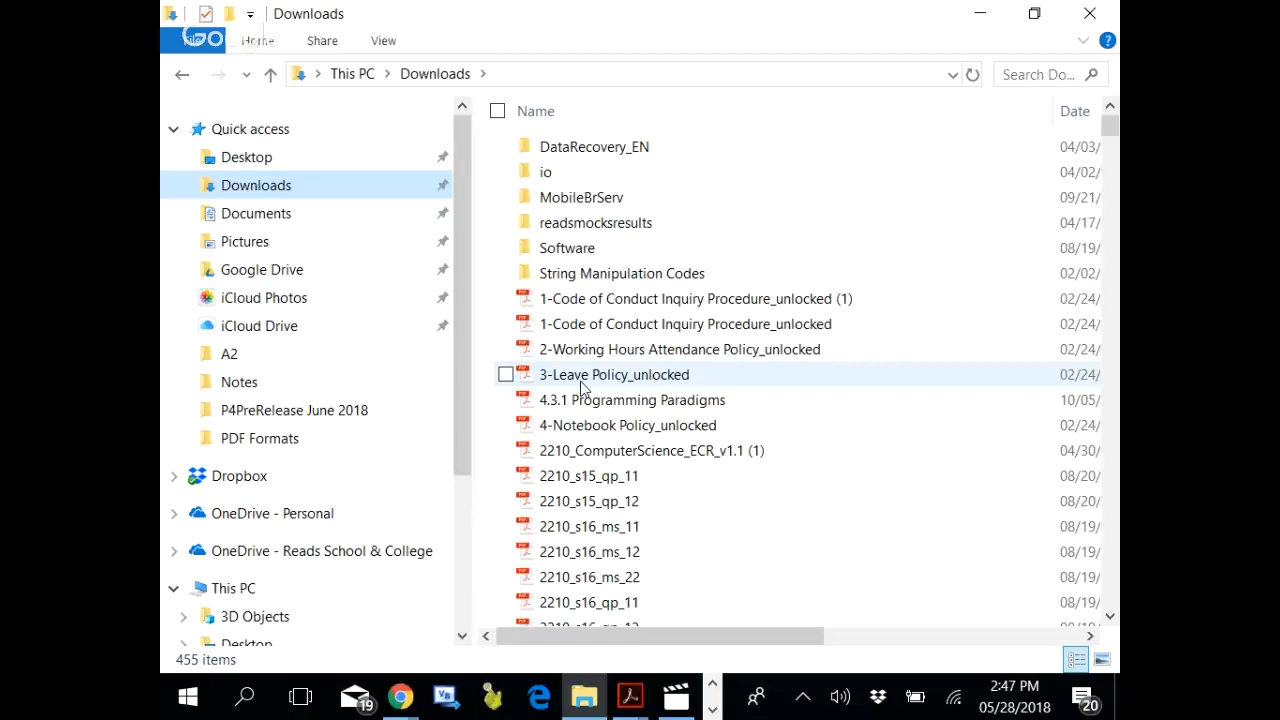 Downloads
File
Home
Share
View
This PC
Downloads
Search Do...
Quick access
Desktop
Downloads
Documents
Pictures
Google Drive
iCloud Photos
iCloud Drive
A2
Notes
P4PreRelease June 2018
PDF Formats
Dropbox
OneDrive - Personal
OneDrive - Reads School & College
This PC
3D Objects
Desktop
Name
Date
DataRecovery_EN
04/03/
io
04/02/
MobileBrServ
09/21/
readsmocksresults
04/17/
Software
08/19/
String Manipulation Codes
02/02/
1-Code of Conduct Inquiry Procedure_unlocked (1)
02/24/
1-Code of Conduct Inquiry Procedure_unlocked
02/24/
2-Working Hours Attendance Policy_unlocked
02/24/
3-Leave Policy_unlocked
02/24/
4.3.1 Programming Paradigms
10/05/
4-Notebook Policy_unlocked
02/24/
2210_ComputerScience_ECR_v1.1 (1)
04/30/
2210_s15_qp_11
08/20/
2210_s15_qp_12
08/20/
2210_s16_ms_11
08/19/
2210_s16_ms_12
08/19/
2210_s16_ms_22
08/19/
2210_s16_qp_11
08/19/
455 items
19
2:47 PM
05/28/2018
20